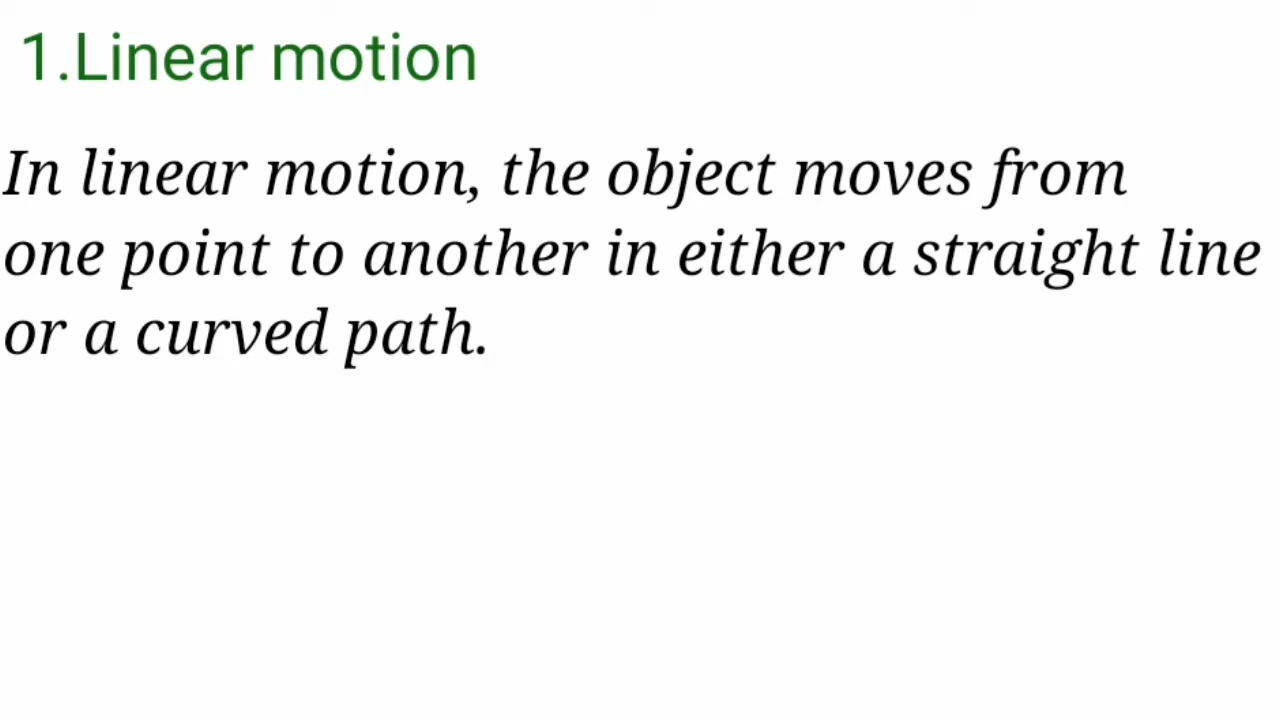 1.Linear motion
In linear motion, the object moves from
one point to another in either a straight line
or a curved path.